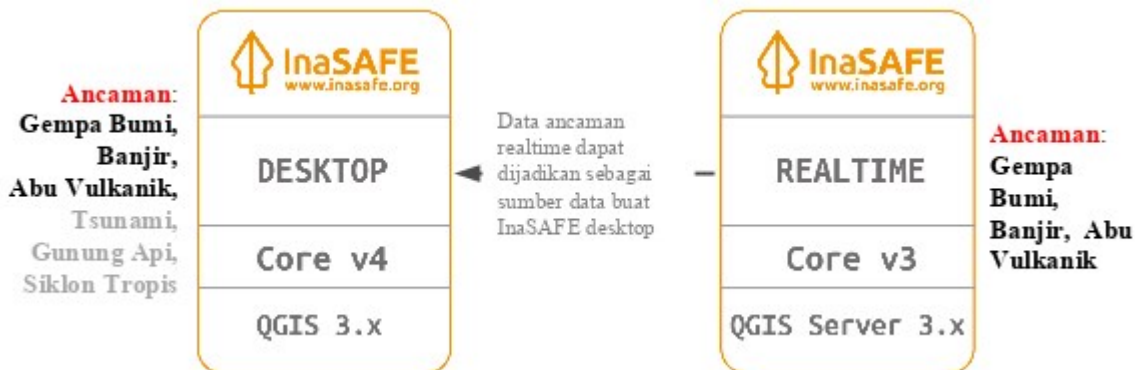 Ancaman:
Gempa Bumi,
Banjir,
Abu Vulkanik,
Tsunami,
Gunung Api,
Siklon Tropis
InaSAFE
www.inasafe.org
DESKTOP
Core v4
QGIS 3.x
Data ancaman
realtime dapat
dijadikan sebagai
sumber data buat
InaSAFE desktop
InaSAFE
www.inasafe.org
REALTIME
Core v3
QGIS Server 3.x
Ancaman:
Gempa
Bumi,
Banjir, Abu
Vulkanik